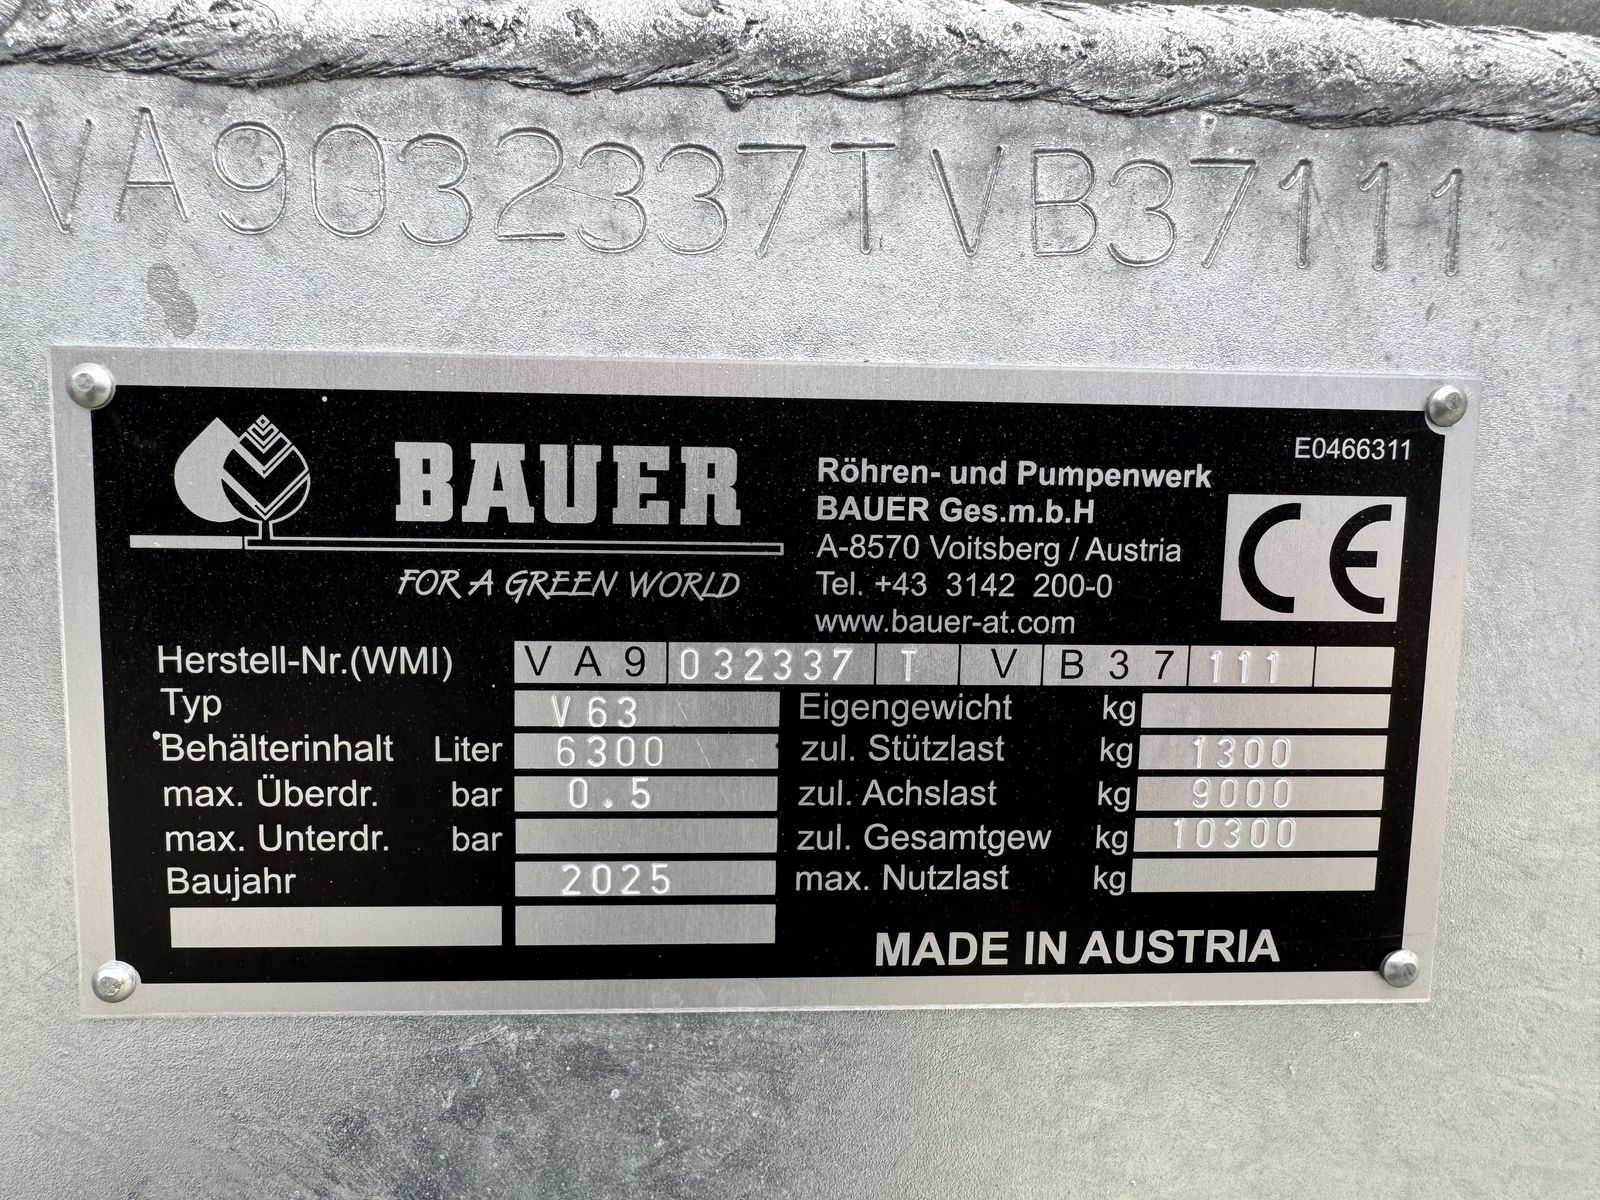 VA9032337TVB37111
E0466311
BAUER
FOR A GREEN WORLD
Röhren- und Pumpenwerk
BAUER Ges.m.b.H
A-8570 Voitsberg / Austria
Tel. +43 3142 200-0
www.bauer-at.com
CE
Herstell-Nr.(WMI) VA9 032337 T V B37 111
Typ V63
Behälterinhalt Liter 6300
max. Überdr. bar 0.5
max. Unterdr. bar
Baujahr 2025
Eigengewicht kg
zul. Stützlast kg 1300
zul. Achslast kg 9000
zul. Gesamtgew kg 10300
max. Nutzlast kg
MADE IN AUSTRIA